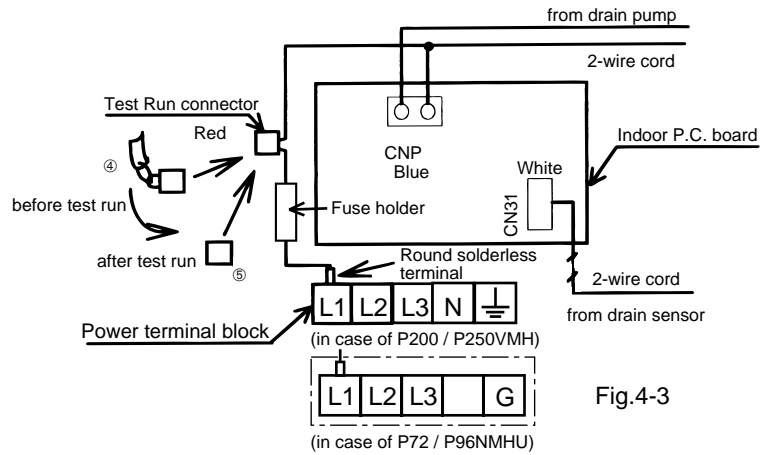 from drain pump
2-wire cord
Test Run connector
Red
Indoor P.C. board
CNP
Blue
White
CN31
④
before test run
Fuse holder
after test run
⑤
Round solderless
terminal
2-wire cord
from drain sensor
L1 L2 L3 N
Power terminal block
(in case of P200 / P250VMH)
L1 L2 L3 G
Fig.4-3
(in case of P72 / P96NMHU)